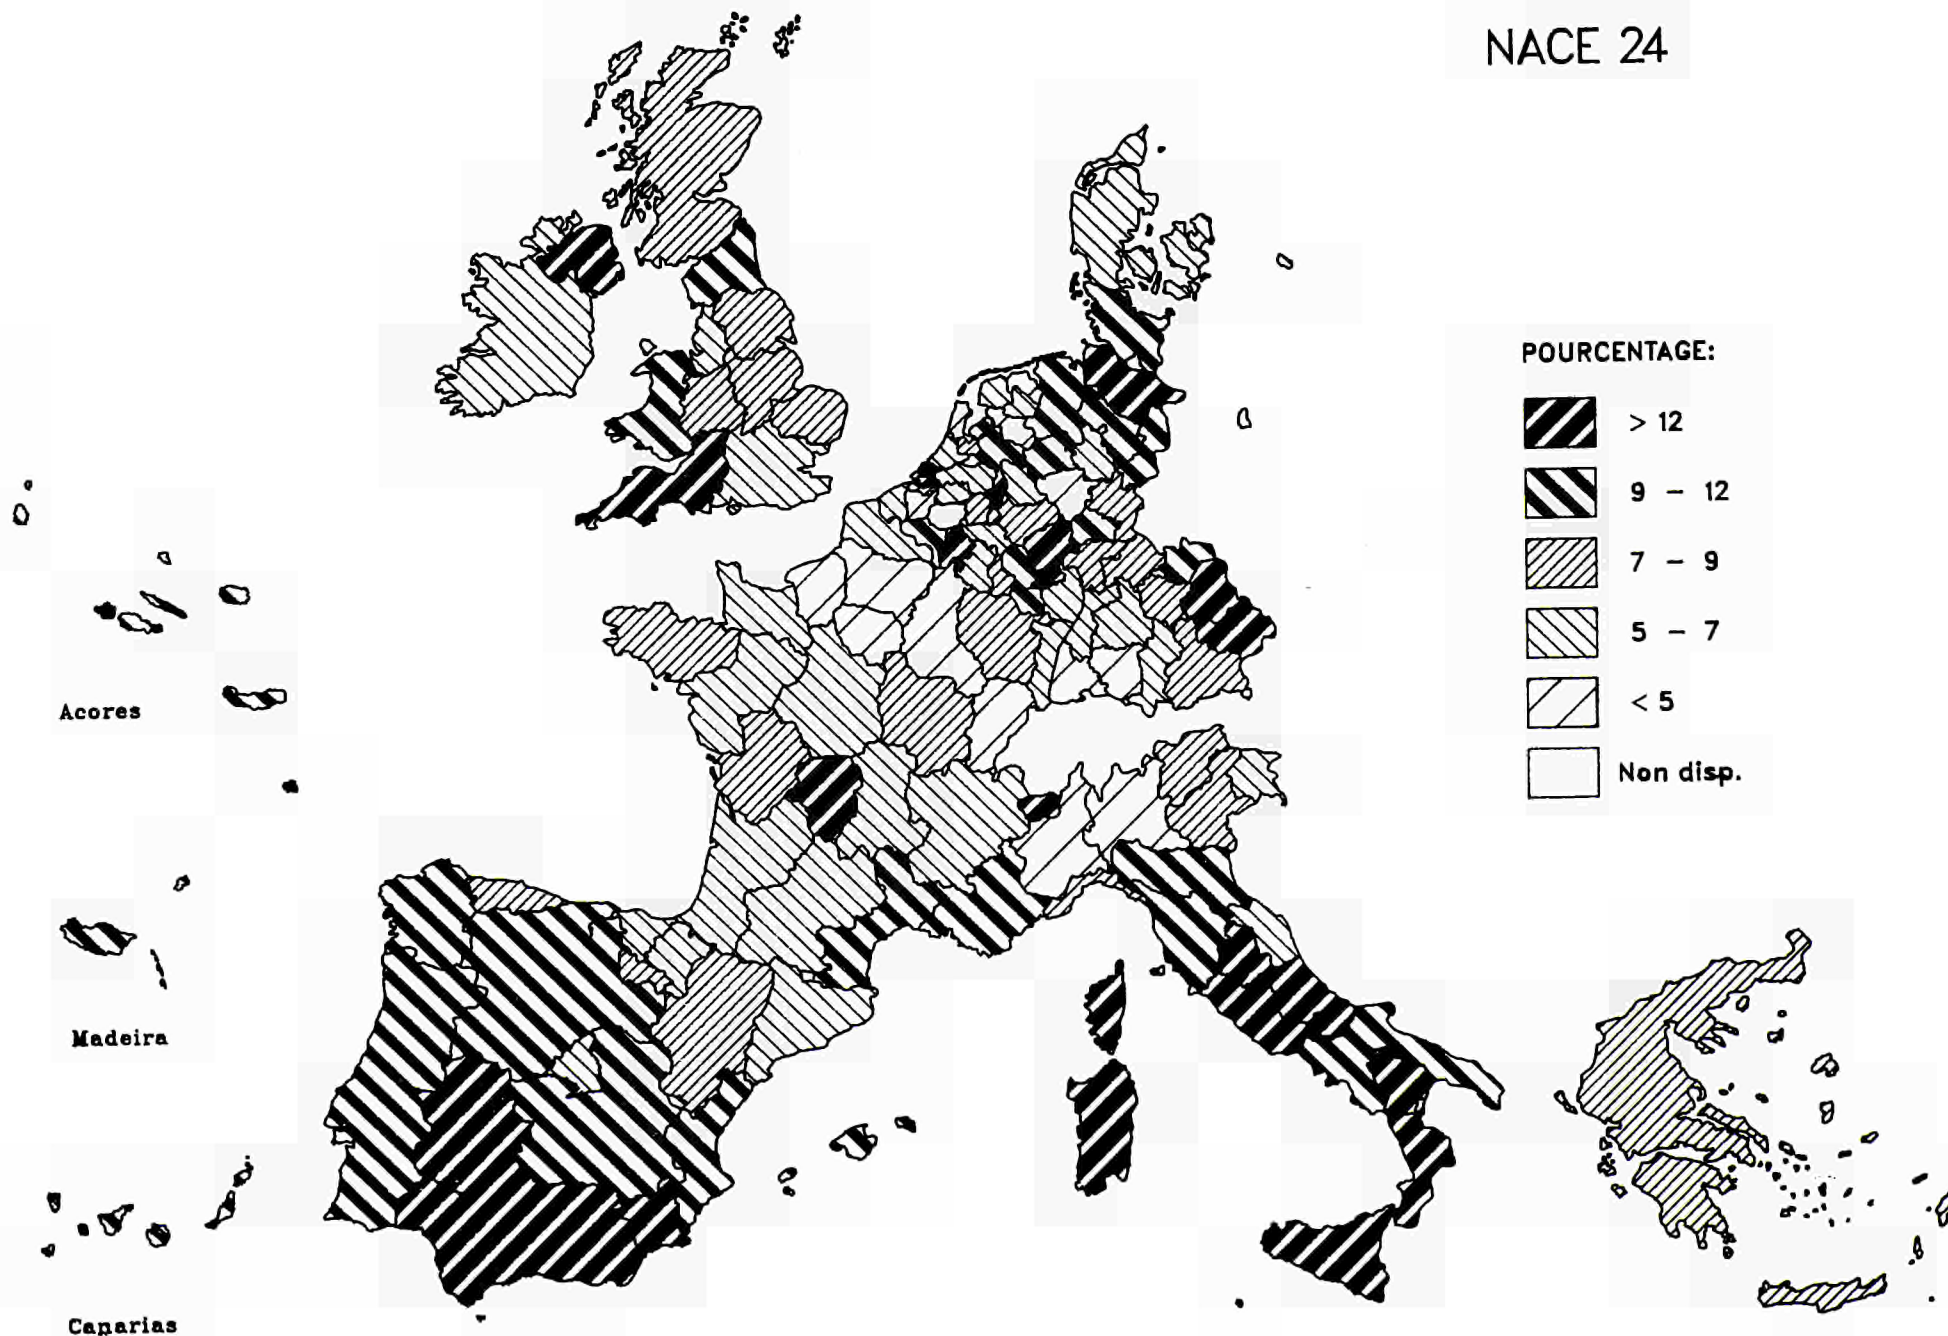 NACE 24
POURCENTAGE:
> 12
9 – 12
7 – 9
5 – 7
< 5
Non disp.
Acores
Madeira
Canarias